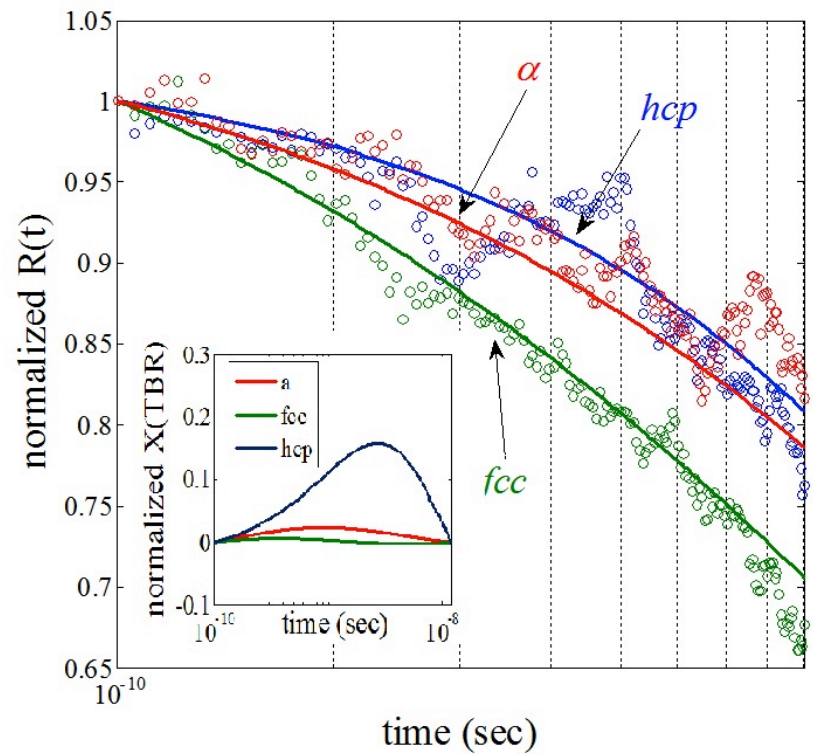 normalized R(t)
1.05
1
0.95
0.9
0.85
0.8
0.75
0.7
0.65
α
hcp
fcc
normalized X(TBR)
0.3
0.2
0.1
0
-0.1
a
fcc
hcp
10^-10
time (sec)
10^-8
10^-10
time (sec)